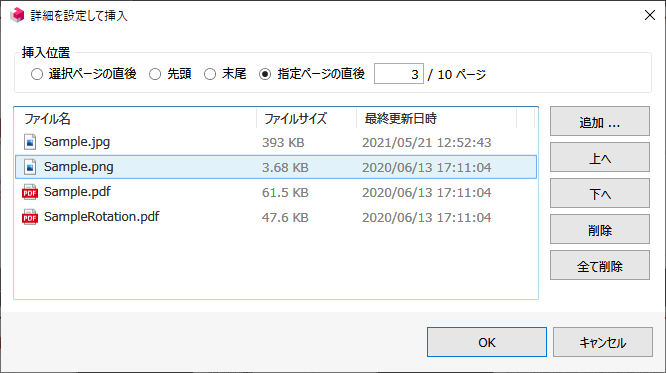 詳細を設定して挿入
挿入位置
選択ページの直後 先頭 末尾 指定ページの直後 3 / 10 ページ
ファイル名 ファイルサイズ 最終更新日時
Sample.jpg 393 KB 2021/05/21 12:52:43
Sample.png 3.68 KB 2020/06/13 17:11:04
PDF Sample.pdf 61.5 KB 2020/06/13 17:11:04
PDF SampleRotation.pdf 47.6 KB 2020/06/13 17:11:04
追加 ...
上へ
下へ
削除
全て削除
OK キャンセル